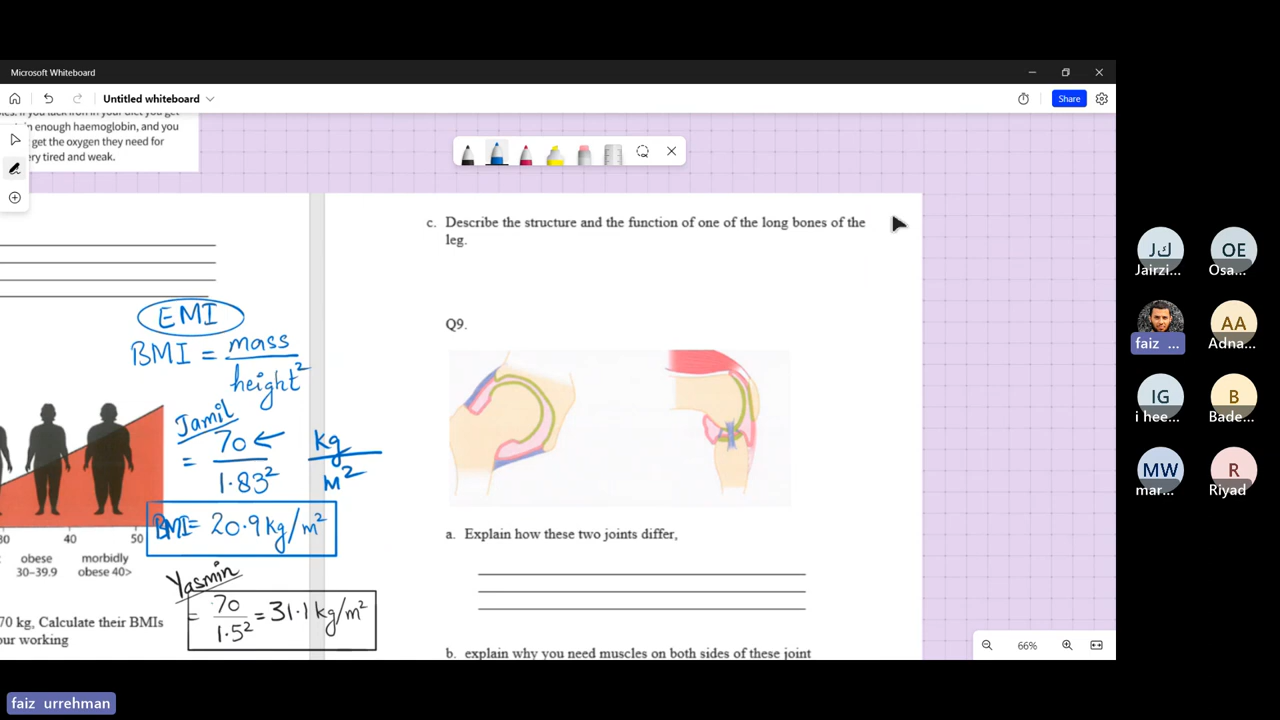 Microsoft Whiteboard
Untitled whiteboard
Share
in enough haemoglobin, and you
get the oxygen they need for
ery tired and weak.
c. Describe the structure and the function of one of the long bones of the
leg.
EMI
BMI = mass
height²
Jamil
= 70 ← kg
1.83² m²
BMI = 20.9 kg/m²
Q9.
30 40 50
obese morbidly
30–39.9 obese 40>
Yasmin
= 70 = 31.1 kg/m²
1.5²
70 kg, Calculate their BMIs
our working
a. Explain how these two joints differ,
b. explain why you need muscles on both sides of these joint
66%
Jairzi...
OE
Osa...
faiz ...
AA
Adna...
IG
i hee...
B
Bade...
MW
mar...
R
Riyad
faiz urrehman